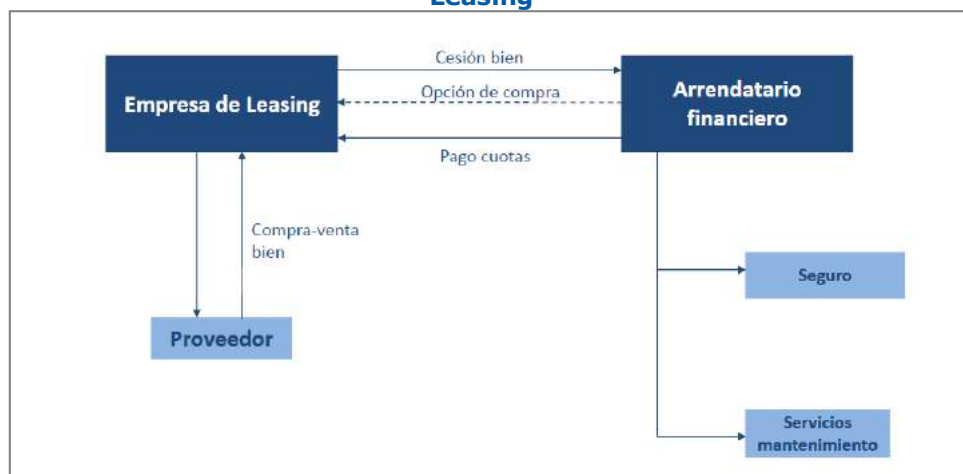 Leasing
Cesión bien
Empresa de Leasing
Opción de compra
Arrendatario
financiero
Pago cuotas
Compra-venta
bien
Seguro
Proveedor
Servicios
mantenimiento